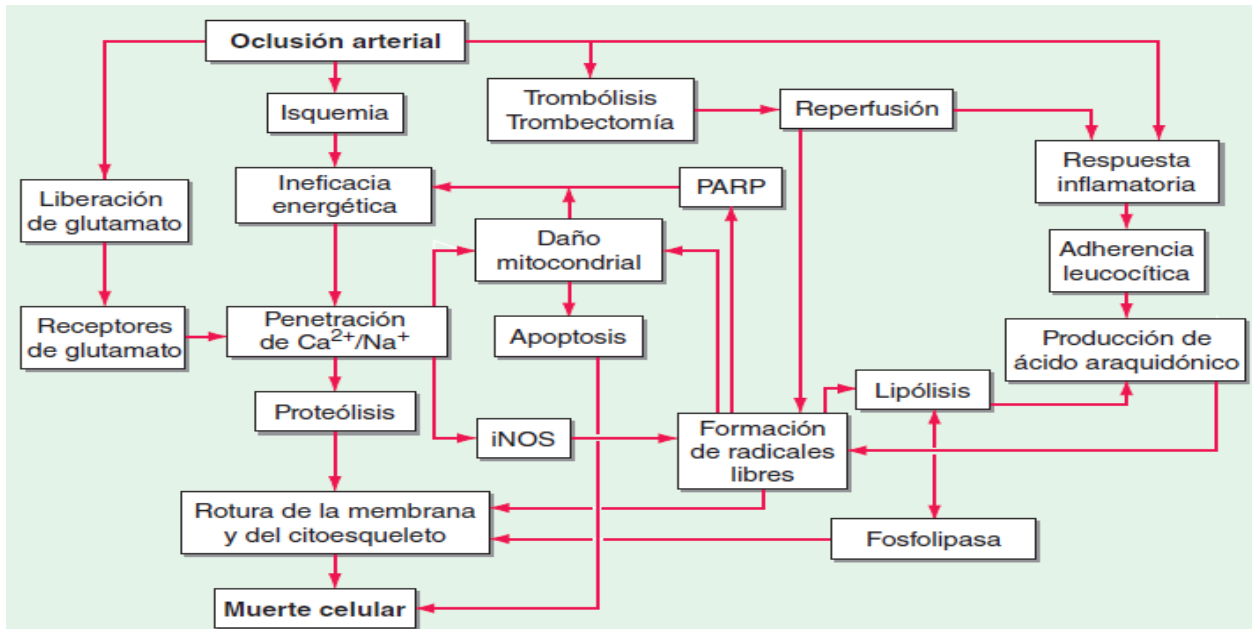 Oclusión arterial
Isquemia
Trombólisis
Trombectomía
Reperfusión
Respuesta
inflamatoria
Liberación
de glutamato
Ineficacia
energética
PARP
Daño
mitocondrial
Adherencia
leucocítica
Receptores
de glutamato
Penetración
de Ca²⁺/Na⁺
Apoptosis
Producción de
ácido araquidónico
Proteólisis
Lipólisis
iNOS
Formación
de radicales
libres
Rotura de la membrana
y del citoesqueleto
Fosfolipasa
Muerte celular